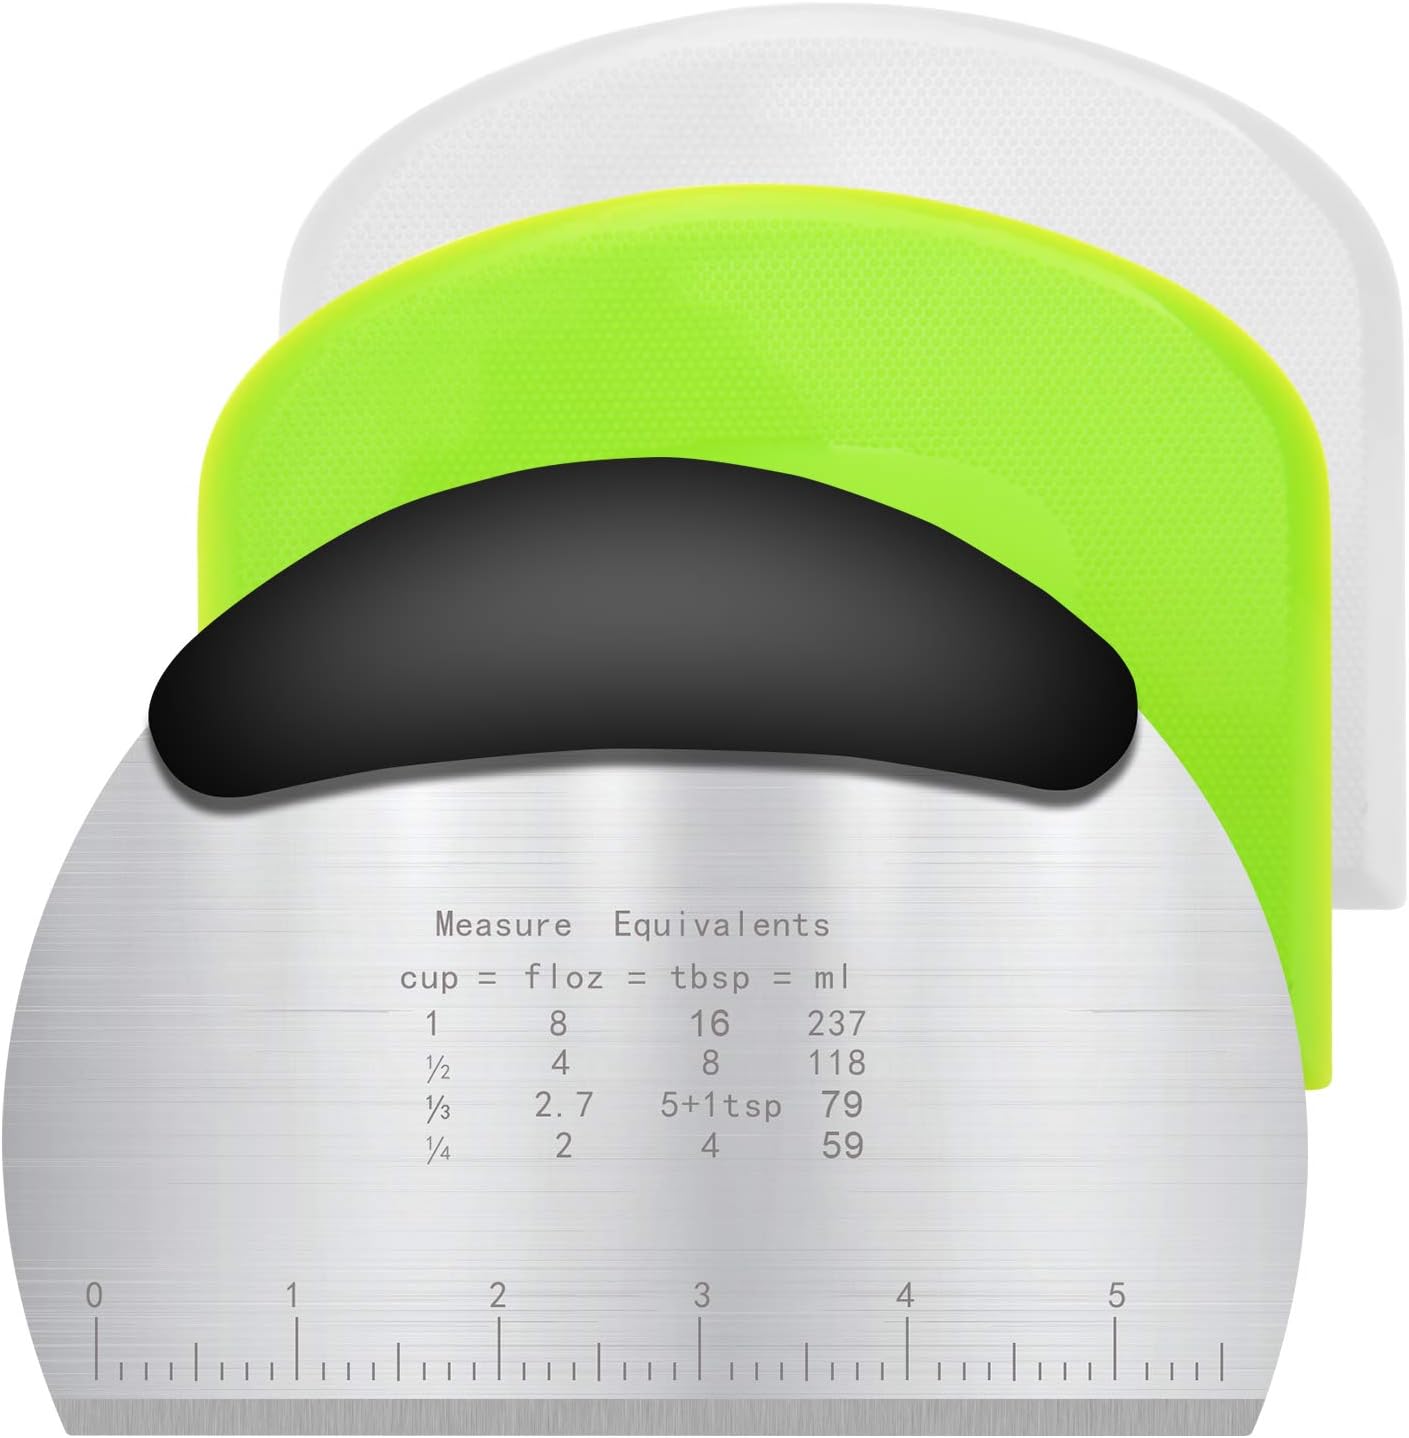 Measure Equivalents
cup = floz = tbsp = ml
1 8 16 237
½ 4 8 118
⅓ 2.7 5+1tsp 79
¼ 2 4 59
0 1 2 3 4 5